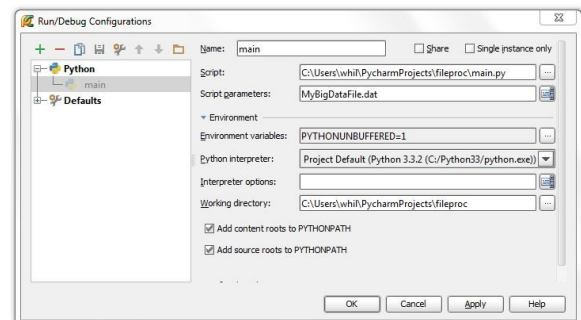 Run/Debug Configurations
Python
main
Defaults
Name: main
Share
Single instance only
Script: C:\Users\whil\PycharmProjects\fileproc\main.py
Script parameters: MyBigDataFile.dat
Environment
Environment variables: PYTHONUNBUFFERED=1
Python interpreter: Project Default (Python 3.3.2 (C:/Python33/python.exe))
Interpreter options:
Working directory: C:\Users\whil\PycharmProjects\fileproc
Add content roots to PYTHONPATH
Add source roots to PYTHONPATH
OK
Cancel
Apply
Help